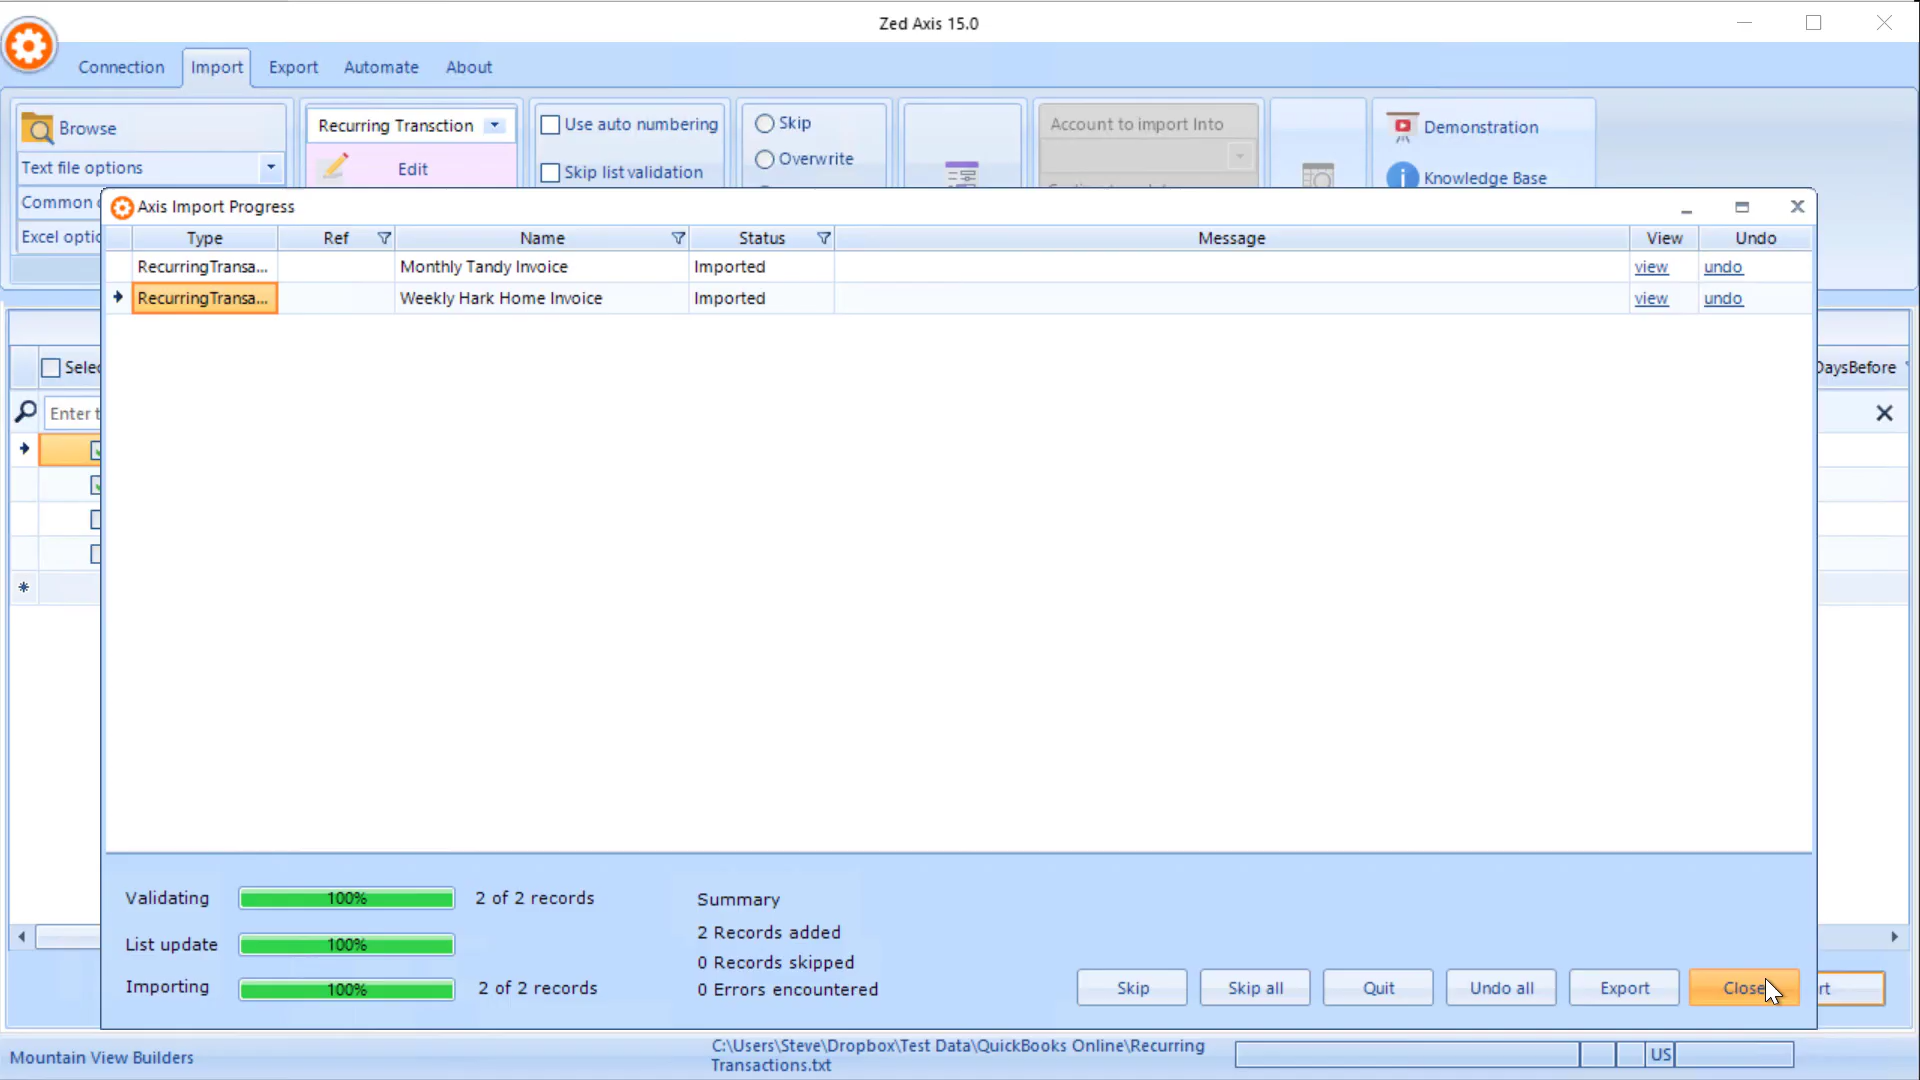 Zed Axis 15.0
Connection Import Export Automate About
Browse
Text file options
Common
Excel
Recurring Transction
Edit
Use auto numbering
Skip list validation
Skip
Overwrite
Account to import Into
Demonstration
Knowledge Base
Axis Import Progress
Type Ref Name Status Message View Undo
RecurringTransa... Monthly Tandy Invoice Imported view undo
RecurringTransa... Weekly Hark Home Invoice Imported view undo
DaysBefore
Enter
Validating 100% 2 of 2 records
List update 100%
Importing 100% 2 of 2 records
Summary
2 Records added
0 Records skipped
0 Errors encountered
Skip Skip all Quit Undo all Export Close
Mountain View Builders
C:\Users\Steve\Dropbox\Test Data\QuickBooks Online\Recurring
Transactions.txt
US